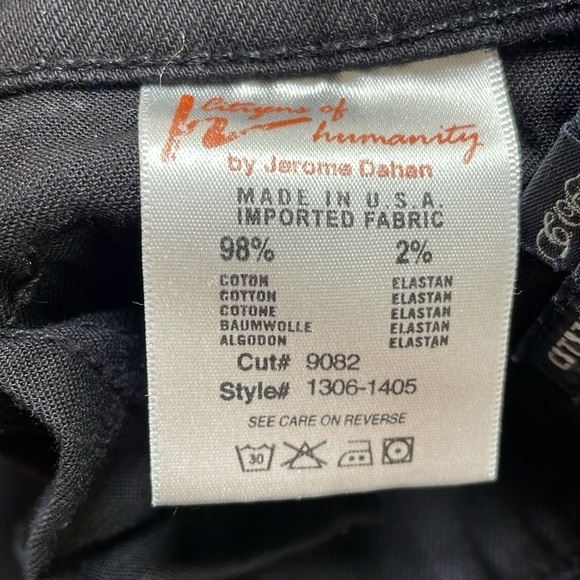 Citizens of
humanity
by Jerome Dahan
MADE IN U.S.A.
IMPORTED FABRIC
98% 2%
COTON ELASTAN
COTTON ELASTAN
COTONE ELASTAN
BAUMWOLLE ELASTAN
ALGODON ELASTAN
Cut# 9082
Style# 1306-1405
SEE CARE ON REVERSE
30